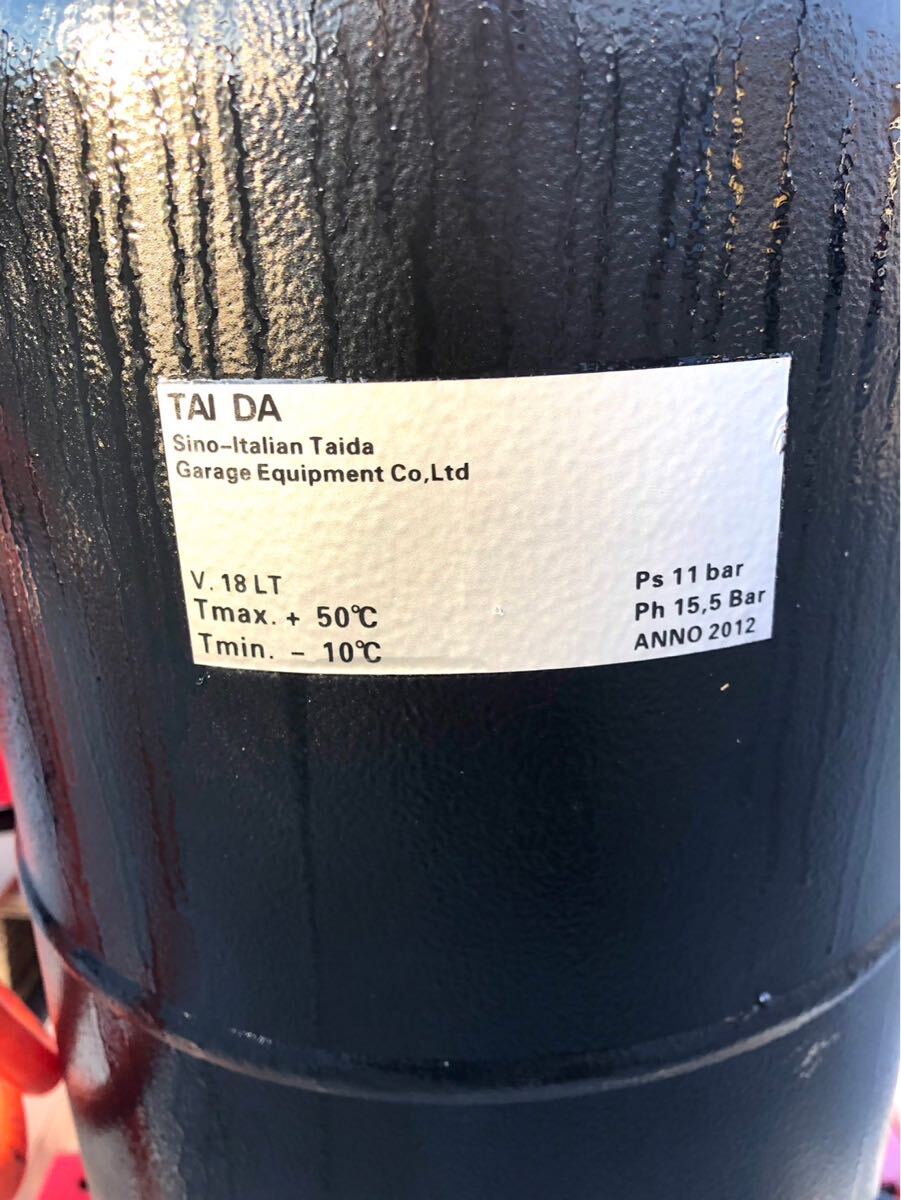 TAI DA
Sino-Italian Taida
Garage Equipment Co,Ltd
V. 18 LT
Tmax. + 50℃
Tmin. - 10℃
Ps 11 bar
Ph 15,5 Bar
ANNO 2012